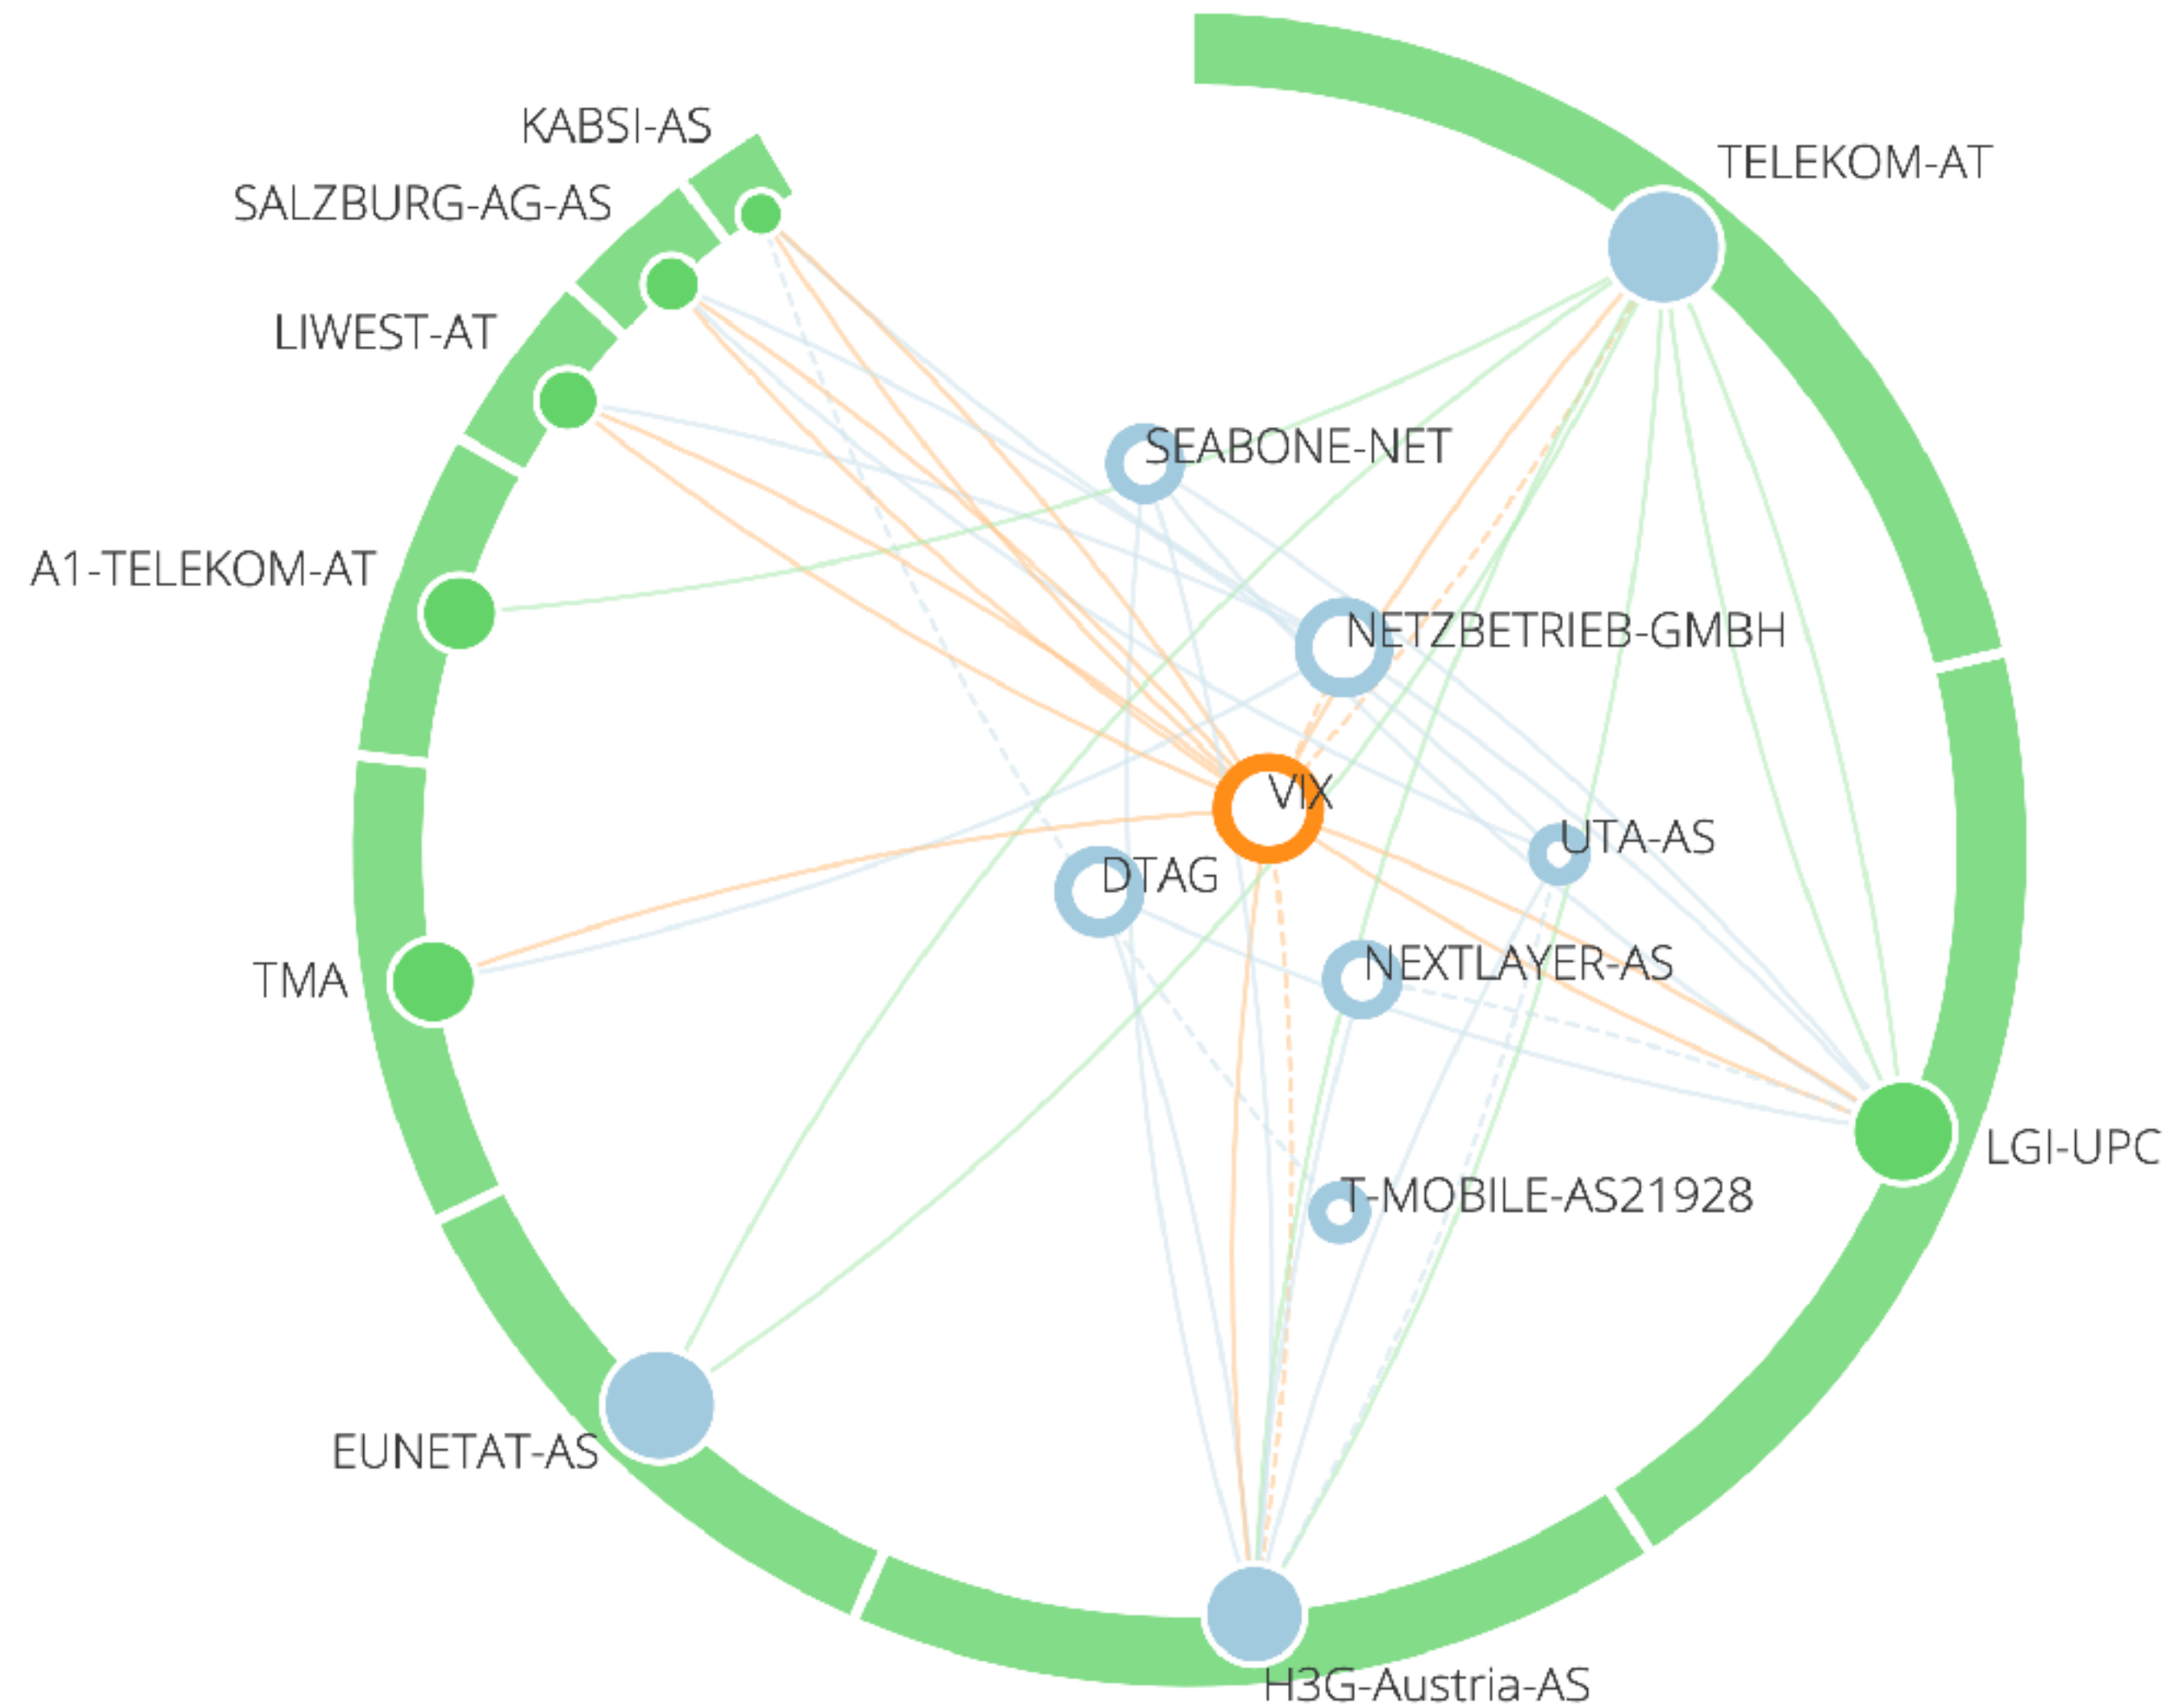 KABSI-AS
TELEKOM-AT
SALZBURG-AG-AS
LIWEST-AT
SEABONE-NET
A1-TELEKOM-AT
NETZBETRIEB-GMBH
VIX
UTA-AS
DTAG
NEXTLAYER-AS
TMA
LGI-UPC
T-MOBILE-AS21928
EUNETAT-AS
H3G-Austria-AS